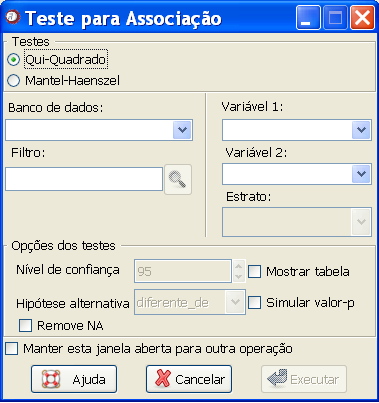 Teste para Associação
Testes
Qui-Quadrado
Mantel-Haenszel
Banco de dados:
Variável 1:
Filtro:
Variável 2:
Estrato:
Opções dos testes
Nível de confiança 95 Mostrar tabela
Hipótese alternativa diferente_de Simular valor-p
Remove NA
Manter esta janela aberta para outra operação
Ajuda Cancelar Executar